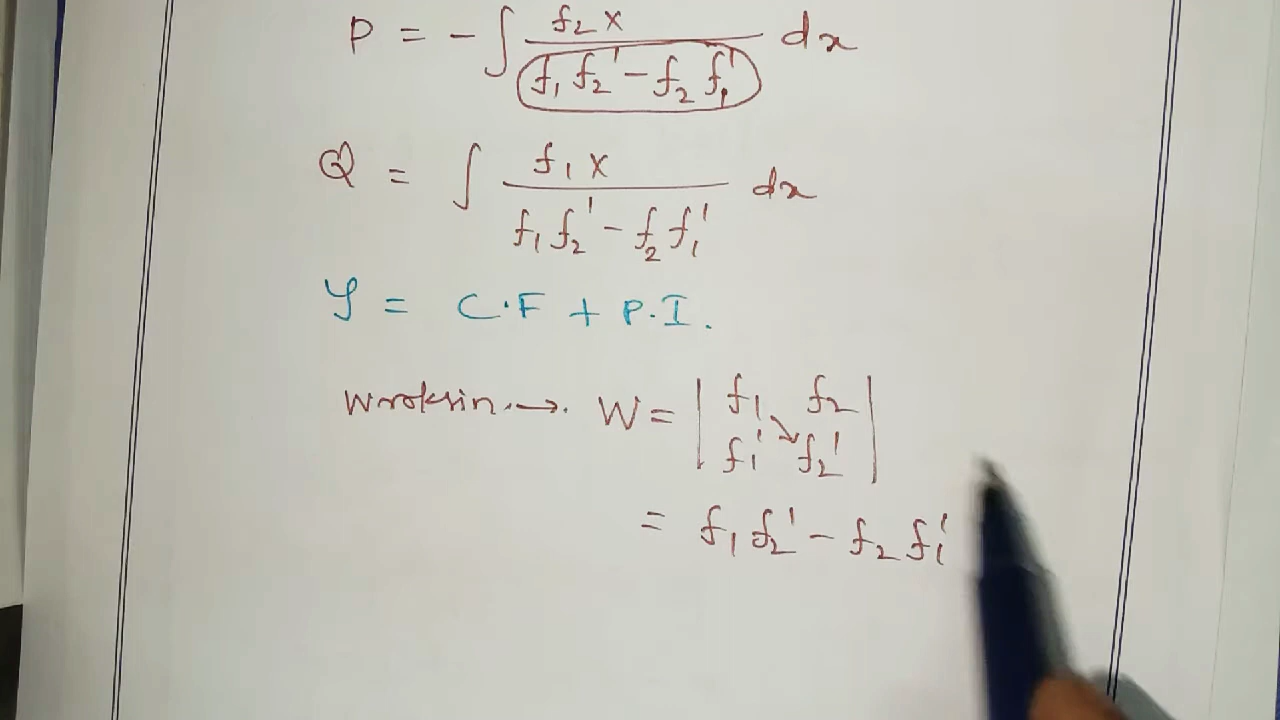 P = - ∫ f₂ X / (f₁ f₂' - f₂ f₁') dx
Q = ∫ f₁ X / (f₁ f₂' - f₂ f₁') dx
y = C.F + P.I.
Wroksin → W = | f₁ f₂ |
| f₁' f₂' |
= f₁ f₂' - f₂ f₁'